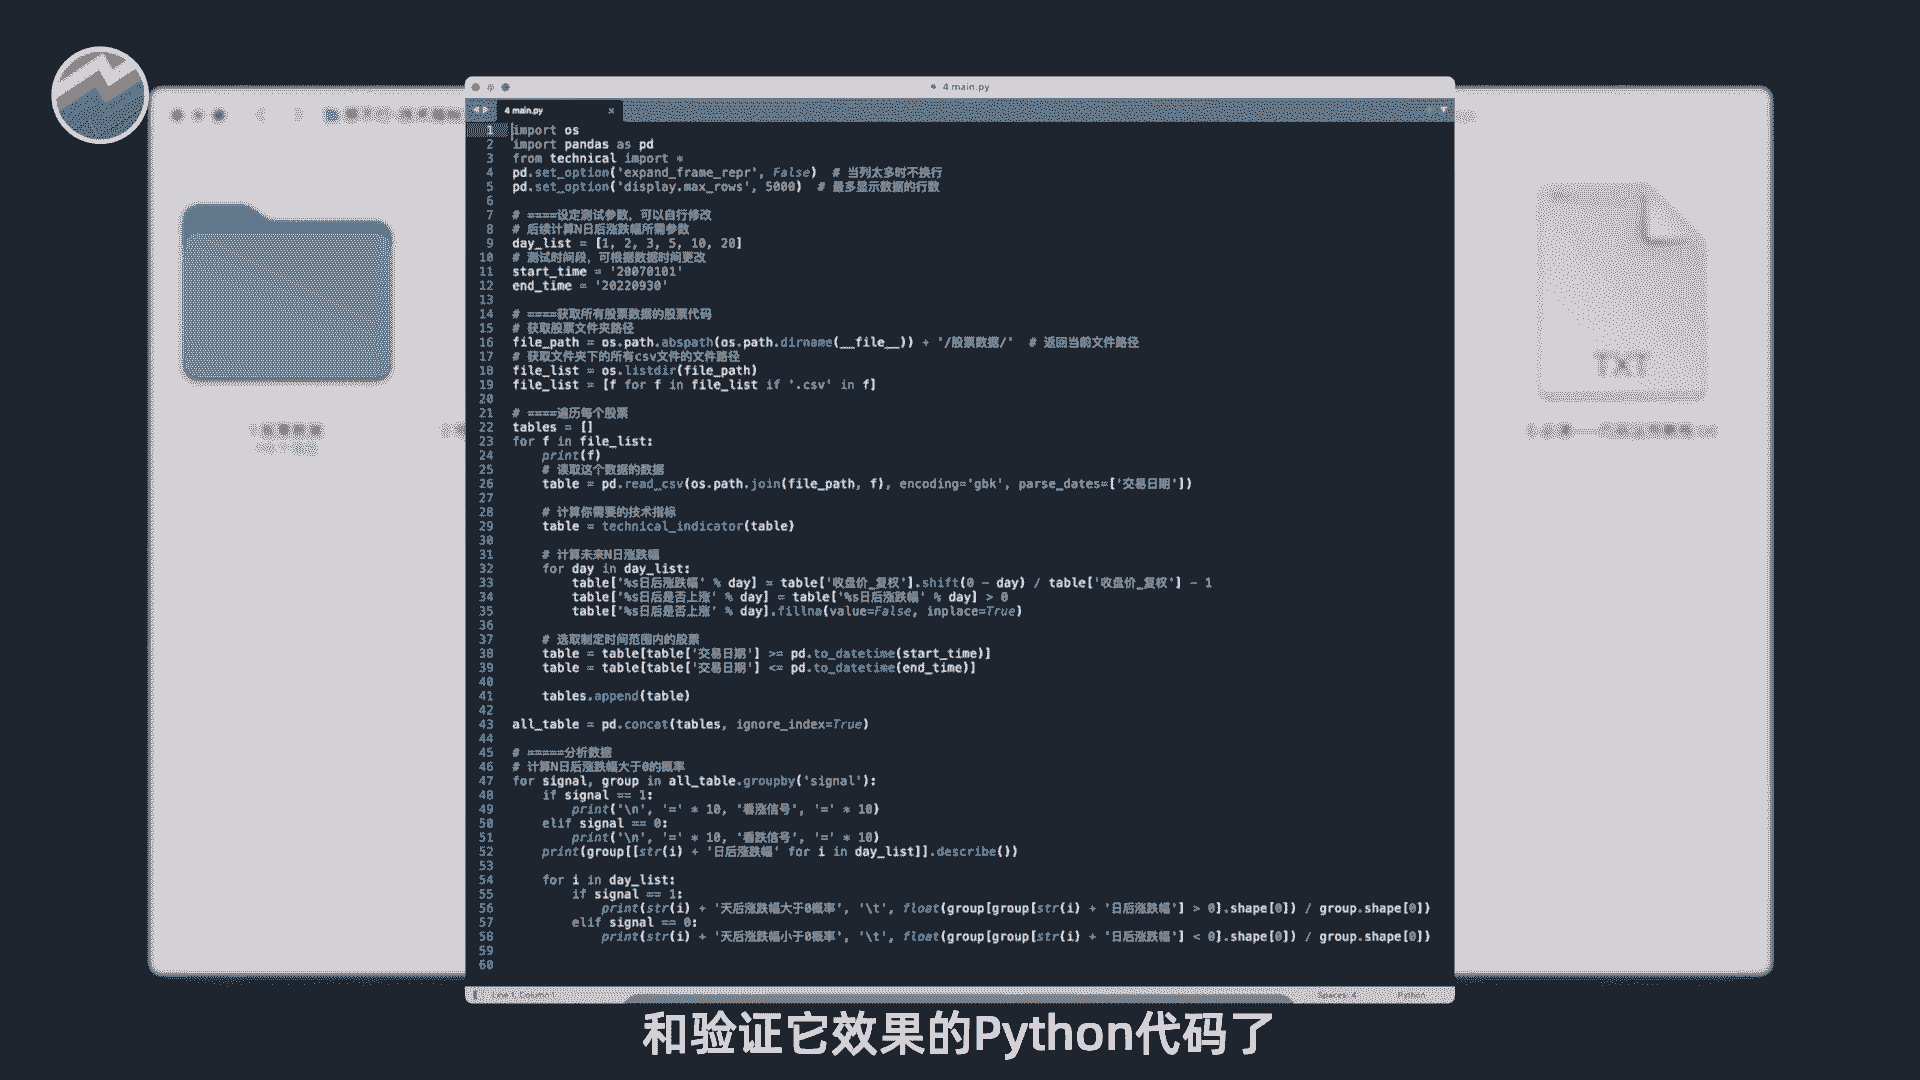 4 main.py
4 main.py
1 import os
2 import pandas as pd
3 from technical import *
4 pd.set_option('expand_frame_repr', False)  # 当列太多时不换行
5 pd.set_option('display.max_rows', 5000)  # 最多显示数据的行数
6
7 # ====设定测试参数，可以自行修改
8 # 后续计算N日后涨跌幅所需参数
9 day_list = [1, 2, 3, 5, 10, 20]
10 # 测试时间段，可根据数据时间更改
11 start_time = '20070101'
12 end_time = '20220930'
13
14 # ====获取所有股票数据的股票代码
15 # 获取股票文件夹路径
16 file_path = os.path.abspath(os.path.dirname(__file__)) + '/股票数据/'  # 返回当前文件路径
17 # 获取文件夹下的所有csv文件的文件路径
18 file_list = os.listdir(file_path)
19 file_list = [f for f in file_list if '.csv' in f]
20
21 # ====遍历每个股票
22 tables = []
23 for f in file_list:
24     print(f)
25     # 读取这个数据的数据
26     table = pd.read_csv(os.path.join(file_path, f), encoding='gbk', parse_dates=['交易日期'])
27
28     # 计算你需要的技术指标
29     table = technical_indicator(table)
30
31     # 计算未来N日涨跌幅
32     for day in day_list:
33         table['%s日后涨跌幅' % day] = table['收盘价_复权'].shift(0 - day) / table['收盘价_复权'] - 1
34         table['%s日后是否上涨' % day] = table['%s日后涨跌幅' % day] > 0
35         table['%s日后是否上涨' % day].fillna(value=False, inplace=True)
36
37     # 选取制定时间范围内的股票
38     table = table[table['交易日期'] >= pd.to_datetime(start_time)]
39     table = table[table['交易日期'] <= pd.to_datetime(end_time)]
40
41     tables.append(table)
42
43 all_table = pd.concat(tables, ignore_index=True)
44
45 # =====分析数据
46 # 计算N日后涨跌幅大于0的概率
47 for signal, group in all_table.groupby('signal'):
48     if signal == 1:
49         print('\n', '=' * 10, '看涨信号', '=' * 10)
50     elif signal == 0:
51         print('\n', '=' * 10, '看跌信号', '=' * 10)
52     print(group[[str(i) + '日后涨跌幅' for i in day_list]].describe())
53
54     for i in day_list:
55         if signal == 1:
56             print(str(i) + '天后涨跌幅大于0概率', '\t', float(group[group[str(i) + '日后涨跌幅'] > 0].shape[0]) / group.shape[0])
57         elif signal == 0:
58             print(str(i) + '天后涨跌幅小于0概率', '\t', float(group[group[str(i) + '日后涨跌幅'] < 0].shape[0]) / group.shape[0])
59
60
Line 1, Column 1
Spaces: 4
Python
TXT
和验证它效果的Python代码了